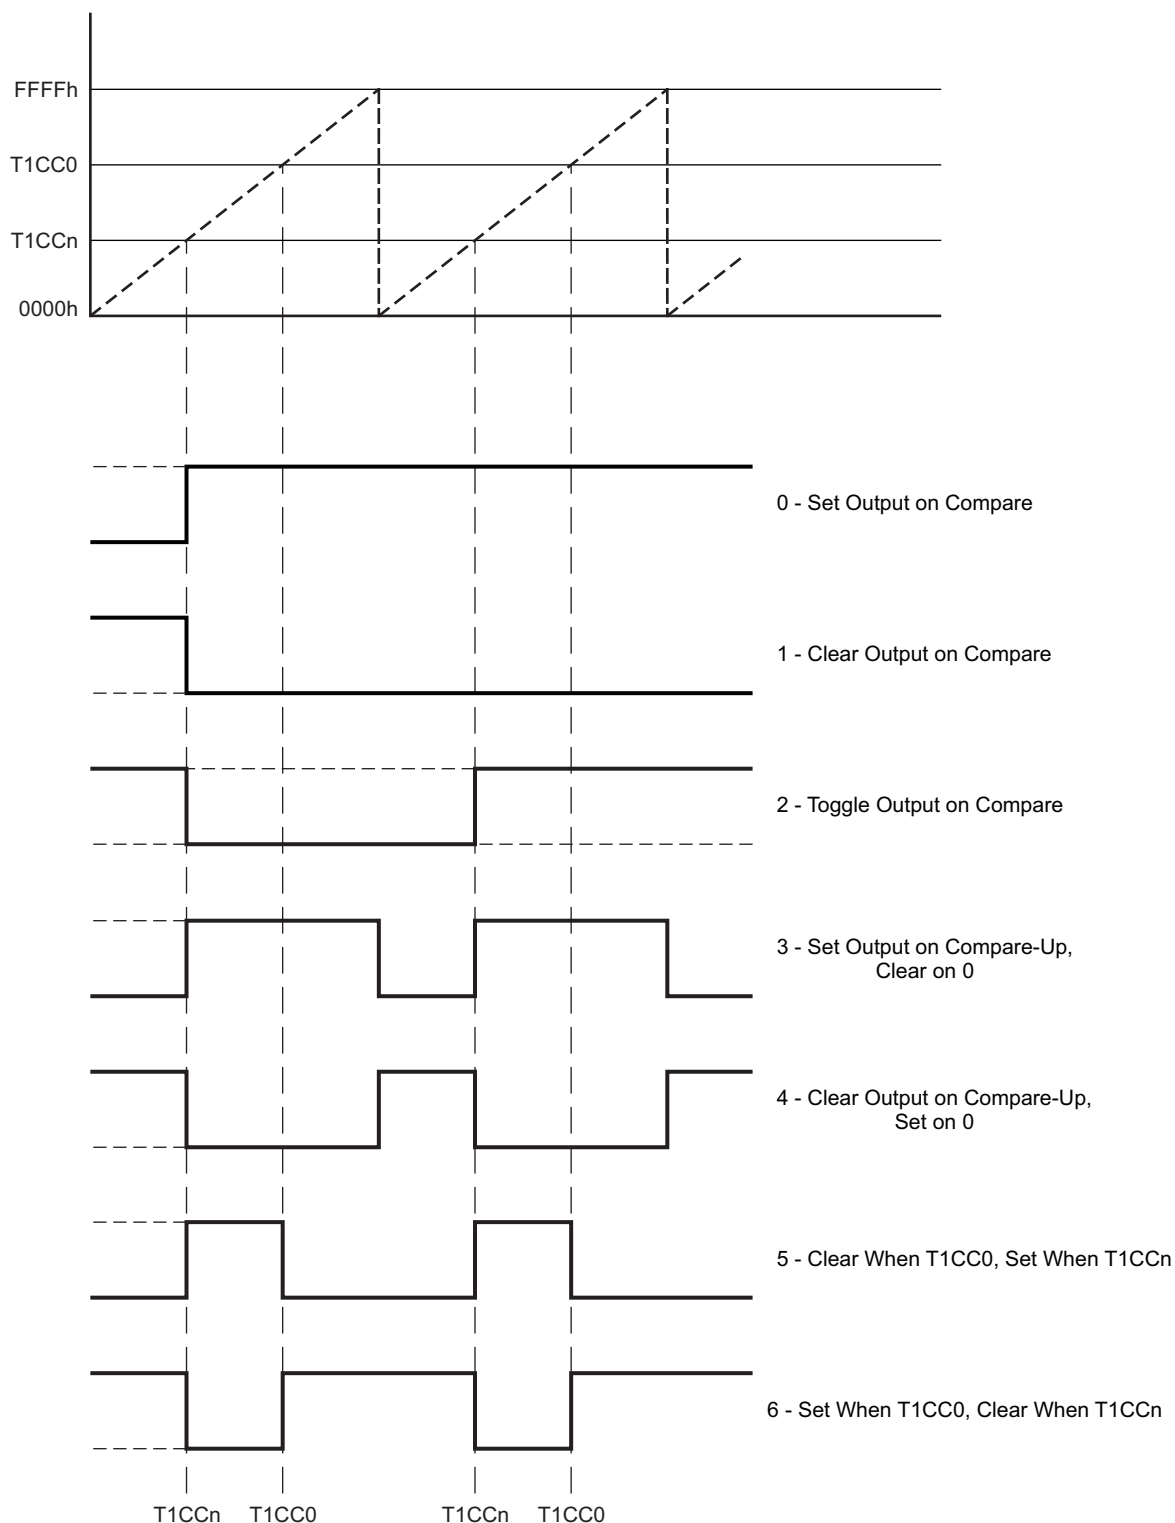 FFFFh
T1CC0
T1CCn
0000h
0 - Set Output on Compare
1 - Clear Output on Compare
2 - Toggle Output on Compare
3 - Set Output on Compare-Up,
Clear on 0
4 - Clear Output on Compare-Up,
Set on 0
5 - Clear When T1CC0, Set When T1CCn
6 - Set When T1CC0, Clear When T1CCn
T1CCn T1CC0 T1CCn T1CC0